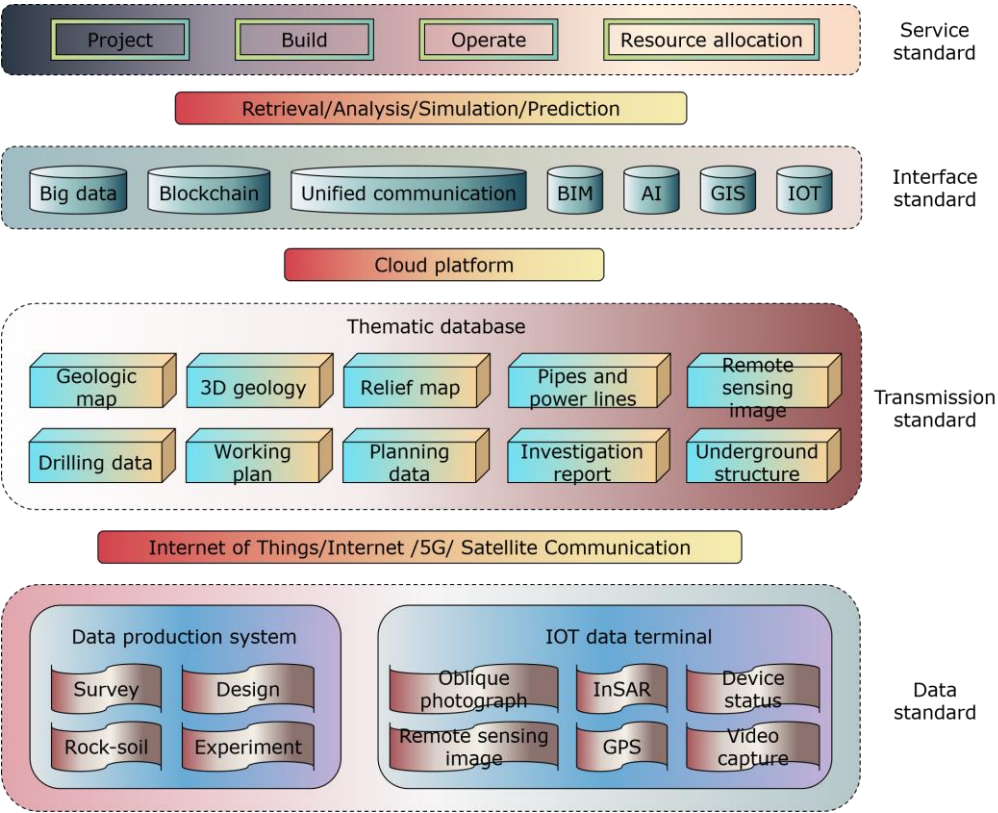 Project
Build
Operate
Resource allocation
Service
standard
Retrieval/Analysis/Simulation/Prediction
Big data
Blockchain
Unified communication
BIM
AI
GIS
IOT
Interface
standard
Cloud platform
Thematic database
Geologic
map
3D geology
Relief map
Pipes and
power lines
Remote
sensing
image
Drilling data
Working
plan
Planning
data
Investigation
report
Underground
structure
Transmission
standard
Internet of Things/Internet /5G/ Satellite Communication
Data production system
Survey
Design
Rock-soil
Experiment
IOT data terminal
Oblique
photograph
InSAR
Device
status
Remote sensing
image
GPS
Video
capture
Data
standard